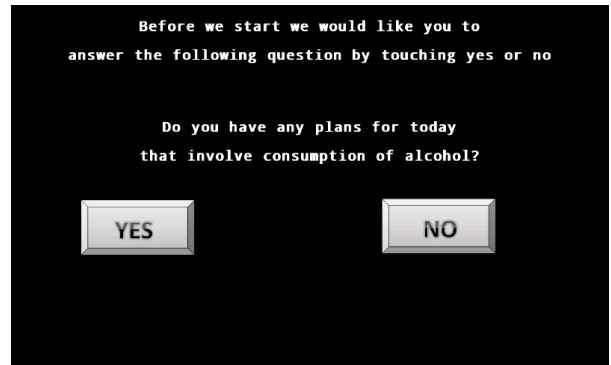 Before we start we would like you to
answer the following question by touching yes or no
Do you have any plans for today
that involve consumption of alcohol?
YES NO